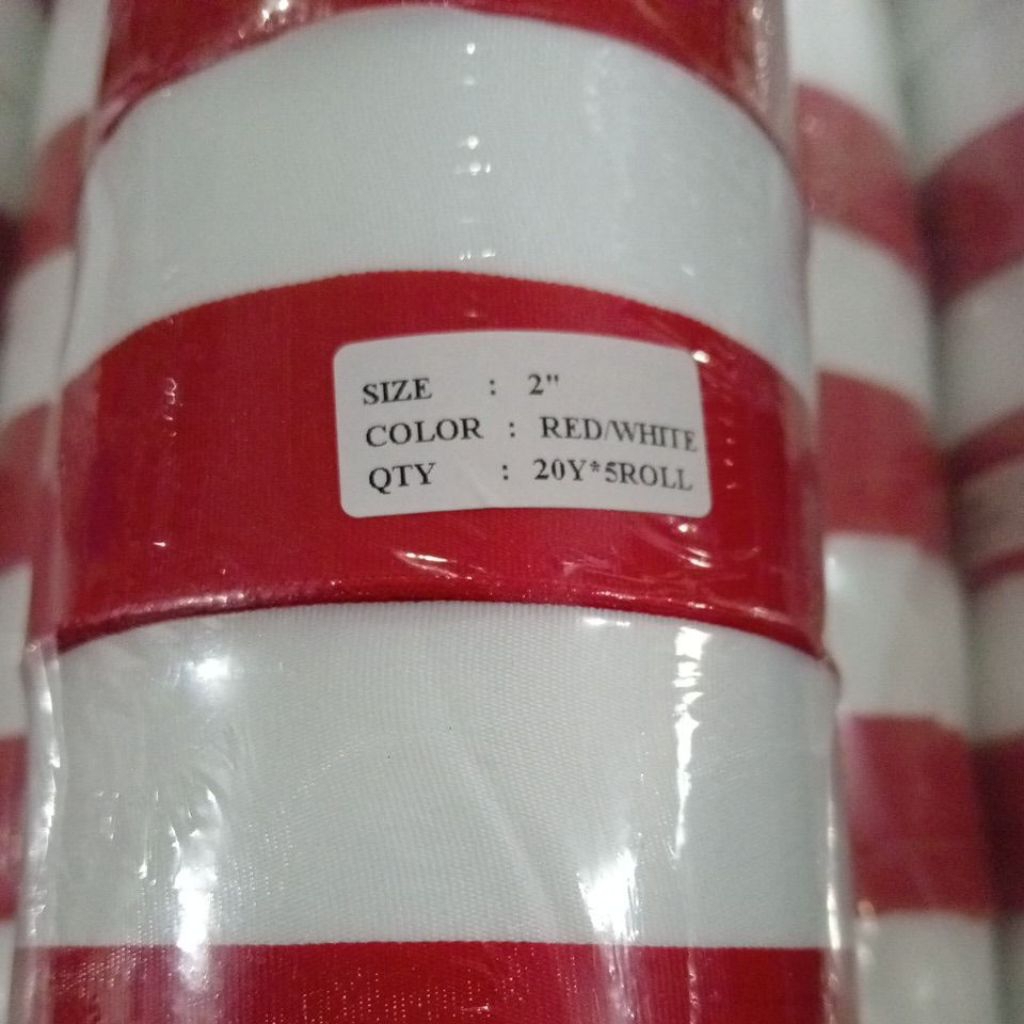 SIZE : 2"
COLOR : RED/WHITE
QTY : 20Y*5ROLL